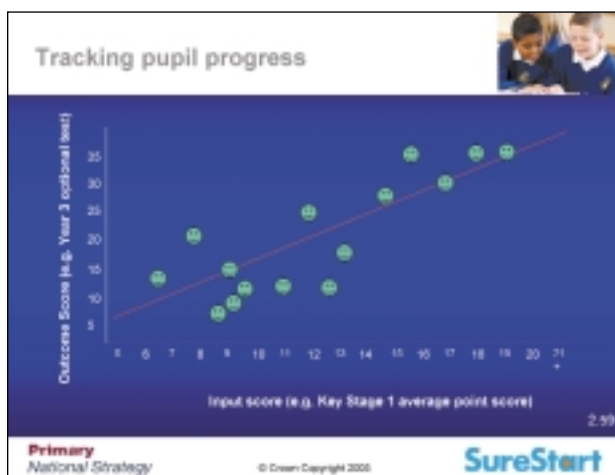 Tracking pupil progress
Outcome Score (e.g. Year 3 optional test)
35
30
25
20
15
10
5
6 7 8 9 10 11 12 13 14 15 16 17 18 19 20 21
+
Input score (e.g. Key Stage 1 average point score)
2.59
Primary
National Strategy
© Crown Copyright 2005
SureStart